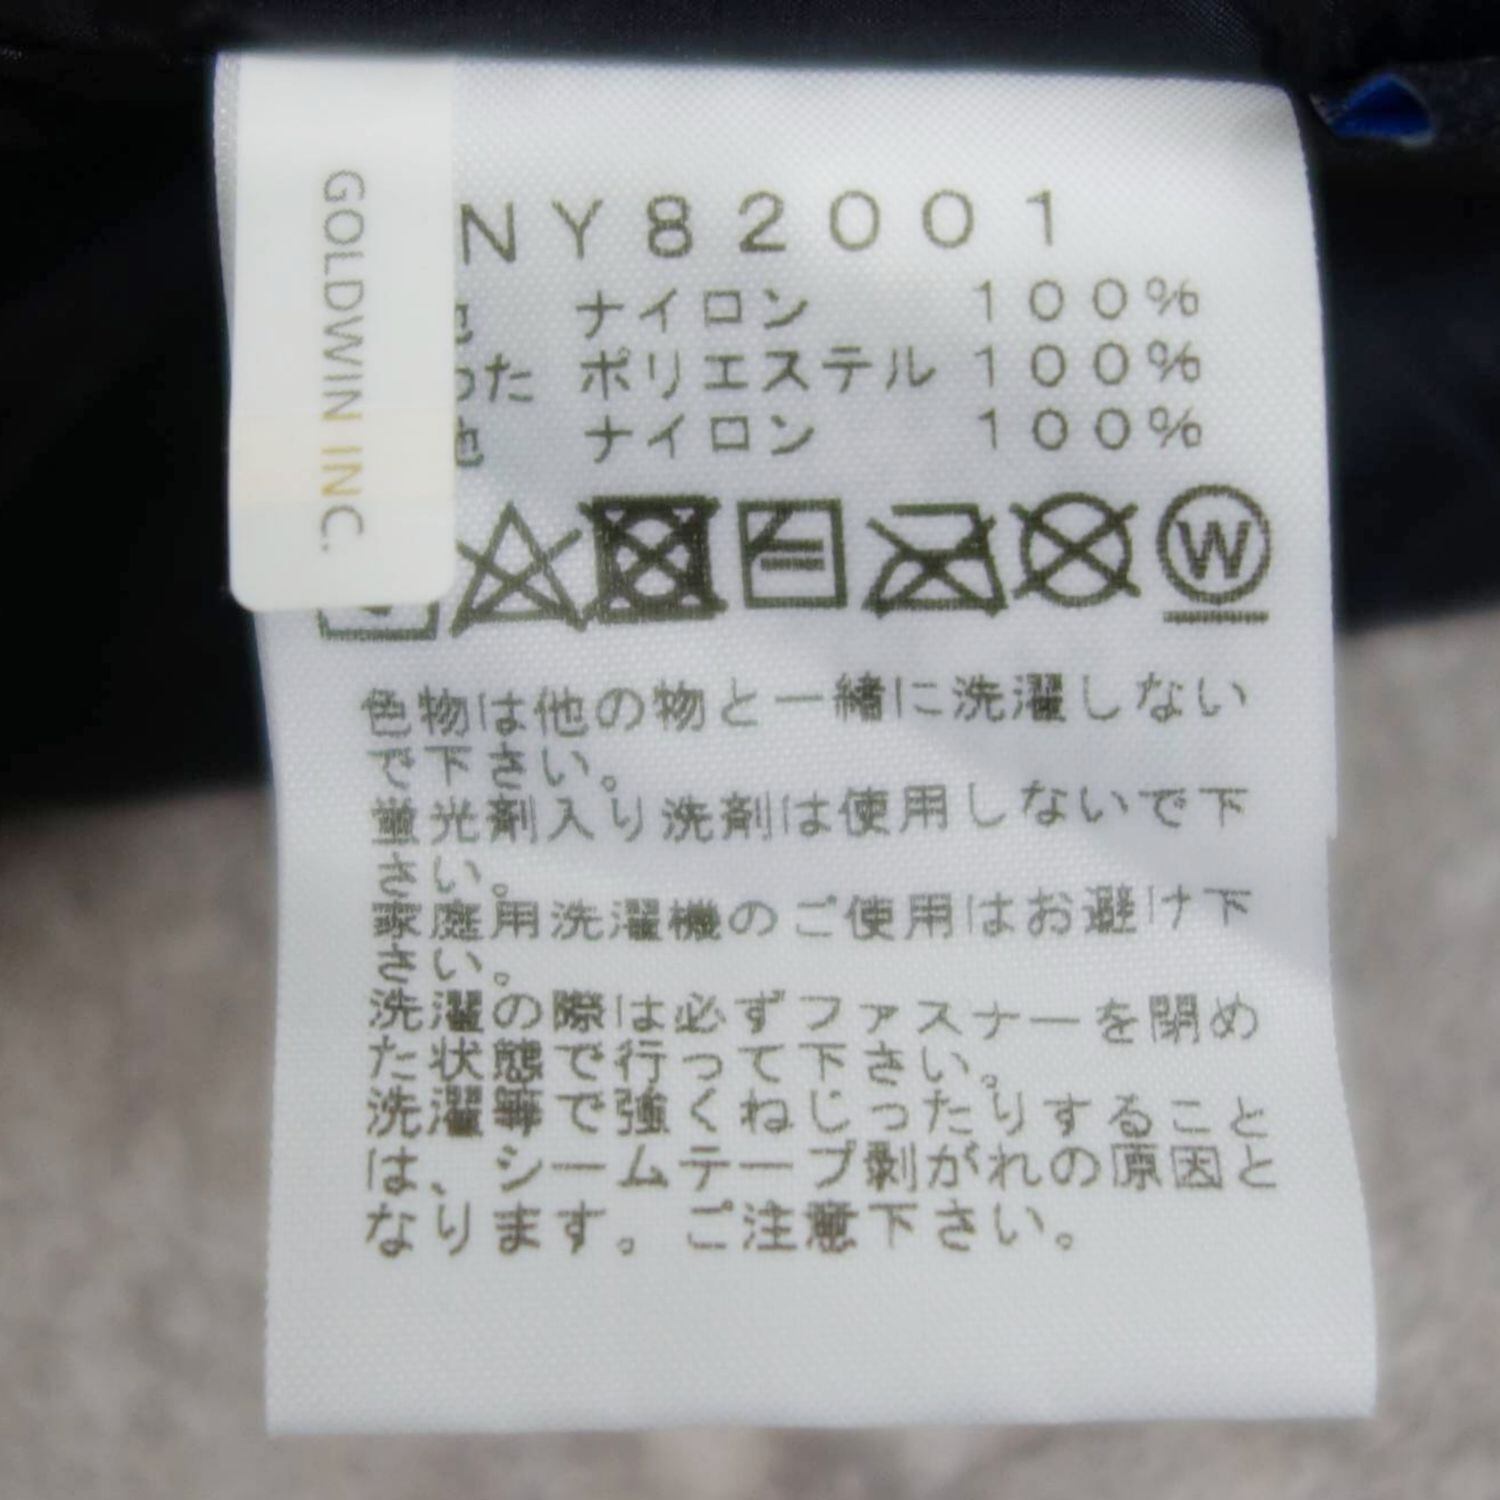 GOLDWIN INC.
NY82001
ナイロン 100%
わた ポリエステル 100%
地 ナイロン 100%
W
色物は他の物と一緒に洗濯しない
で下さい。
蛍光剤入り洗剤は使用しないで下
さい。
家庭用洗濯機のご使用はお避け下
さい。
洗濯の際は必ずファスナーを閉め
た状態で行って下さい。
洗濯等で強くねじったりすること
は、シームテープ剥がれの原因と
なります。ご注意下さい。